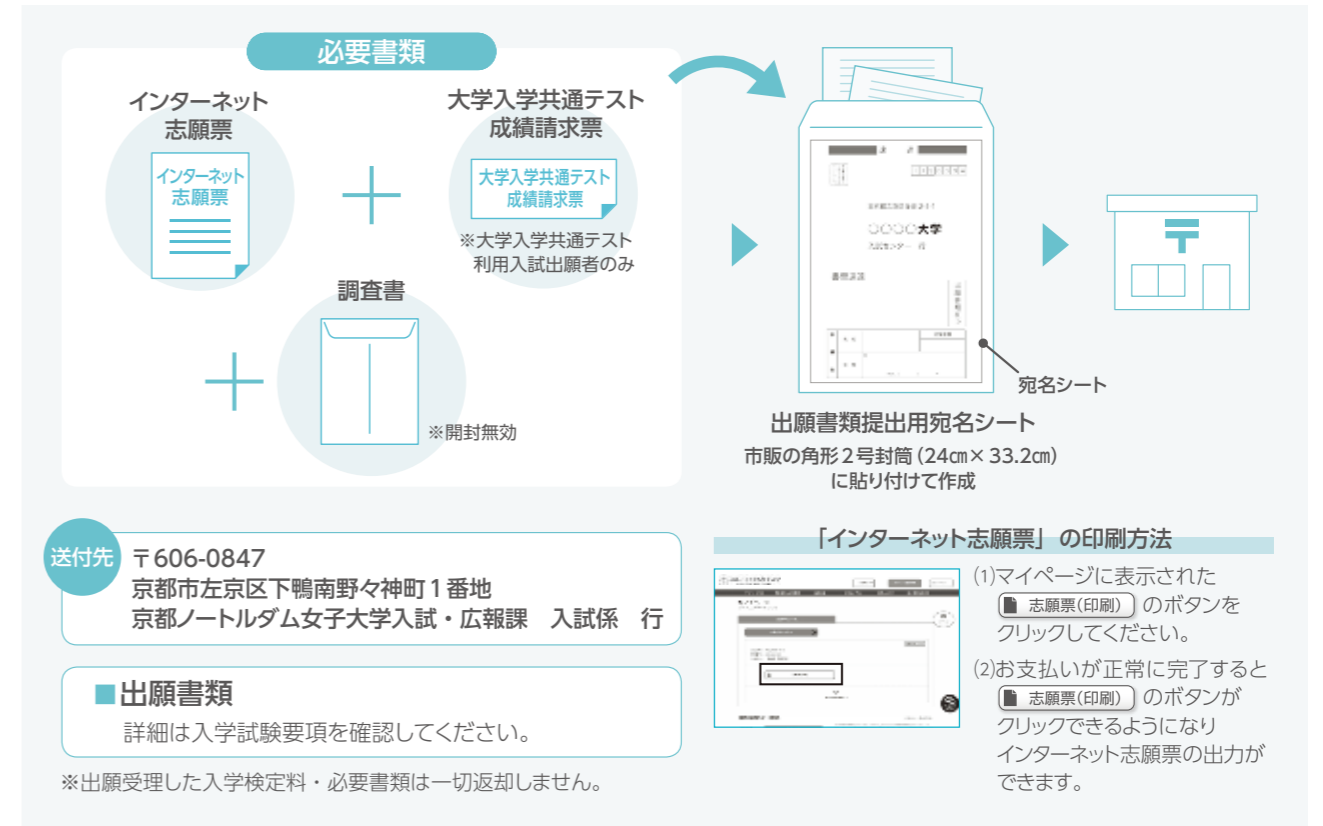 必要書類
インターネット
志願票
インターネット
志願票
大学入学共通テスト
成績請求票
大学入学共通テスト
成績請求票
※大学入学共通テスト
利用入試出願者のみ
調査書
※開封無効
〇〇〇〇大学
宛名シート
出願書類提出用宛名シート
市販の角形2号封筒(24㎝×33.2㎝)
に貼り付けて作成
送付先
〒606-0847
京都市左京区下鴨南野々神町1番地
京都ノートルダム女子大学入試・広報課 入試係 行
■出願書類
詳細は入学試験要項を確認してください。
※出願受理した入学検定料・必要書類は一切返却しません。
「インターネット志願票」の印刷方法
⑴マイページに表示された
志願票(印刷) のボタンを
クリックしてください。
⑵お支払いが正常に完了すると
志願票(印刷) のボタンが
クリックできるようになり
インターネット志願票の出力が
できます。